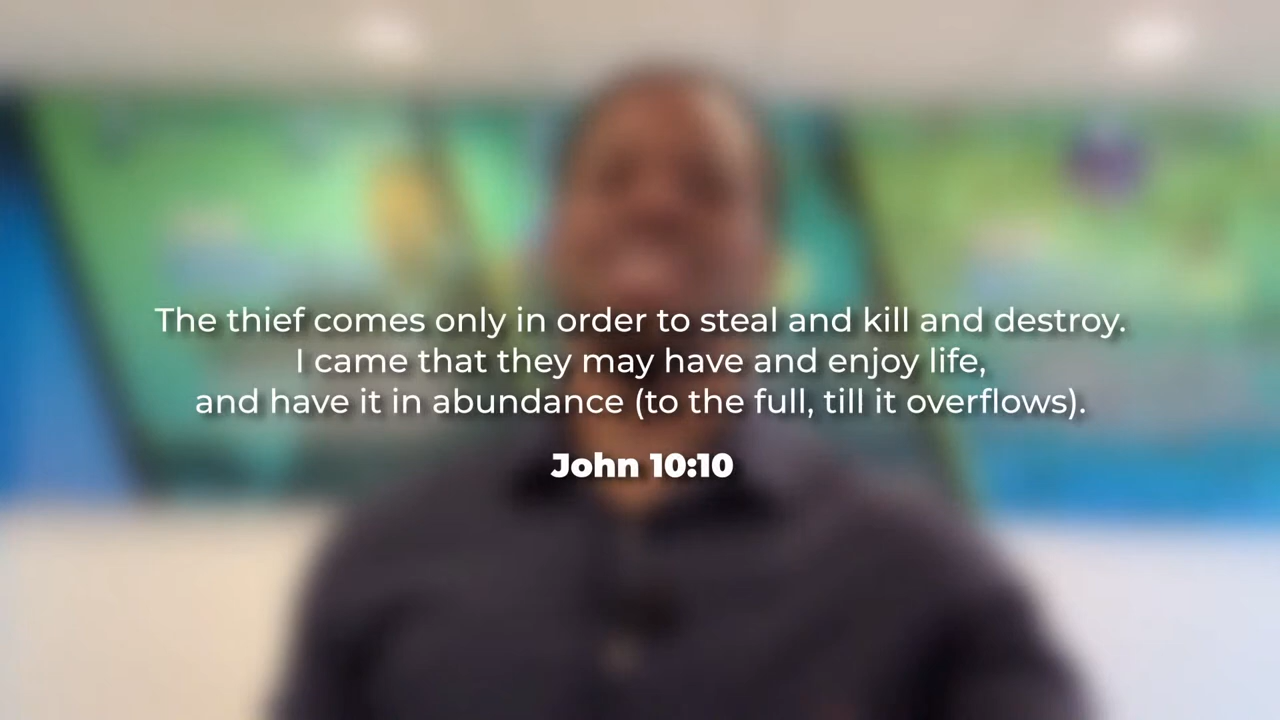 The thief comes only in order to steal and kill and destroy.
I came that they may have and enjoy life,
and have it in abundance (to the full, till it overflows).
John 10:10